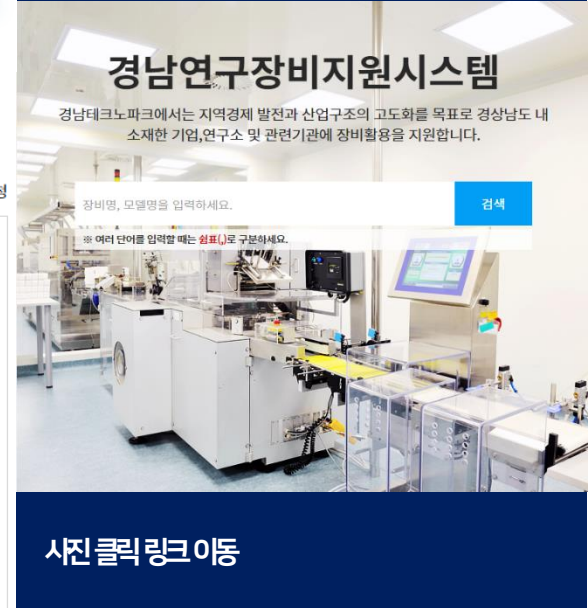 경남연구장비지원시스템
경남테크노파크에서는 지역경제 발전과 산업구조의 고도화를 목표로 경상남도 내
소재한 기업,연구소 및 관련기관에 장비활용을 지원합니다.
장비명, 모델명을 입력하세요.
검색
※ 여러 단어를 입력할 때는 쉼표(,)로 구분하세요.
사진 클릭 링크 이동